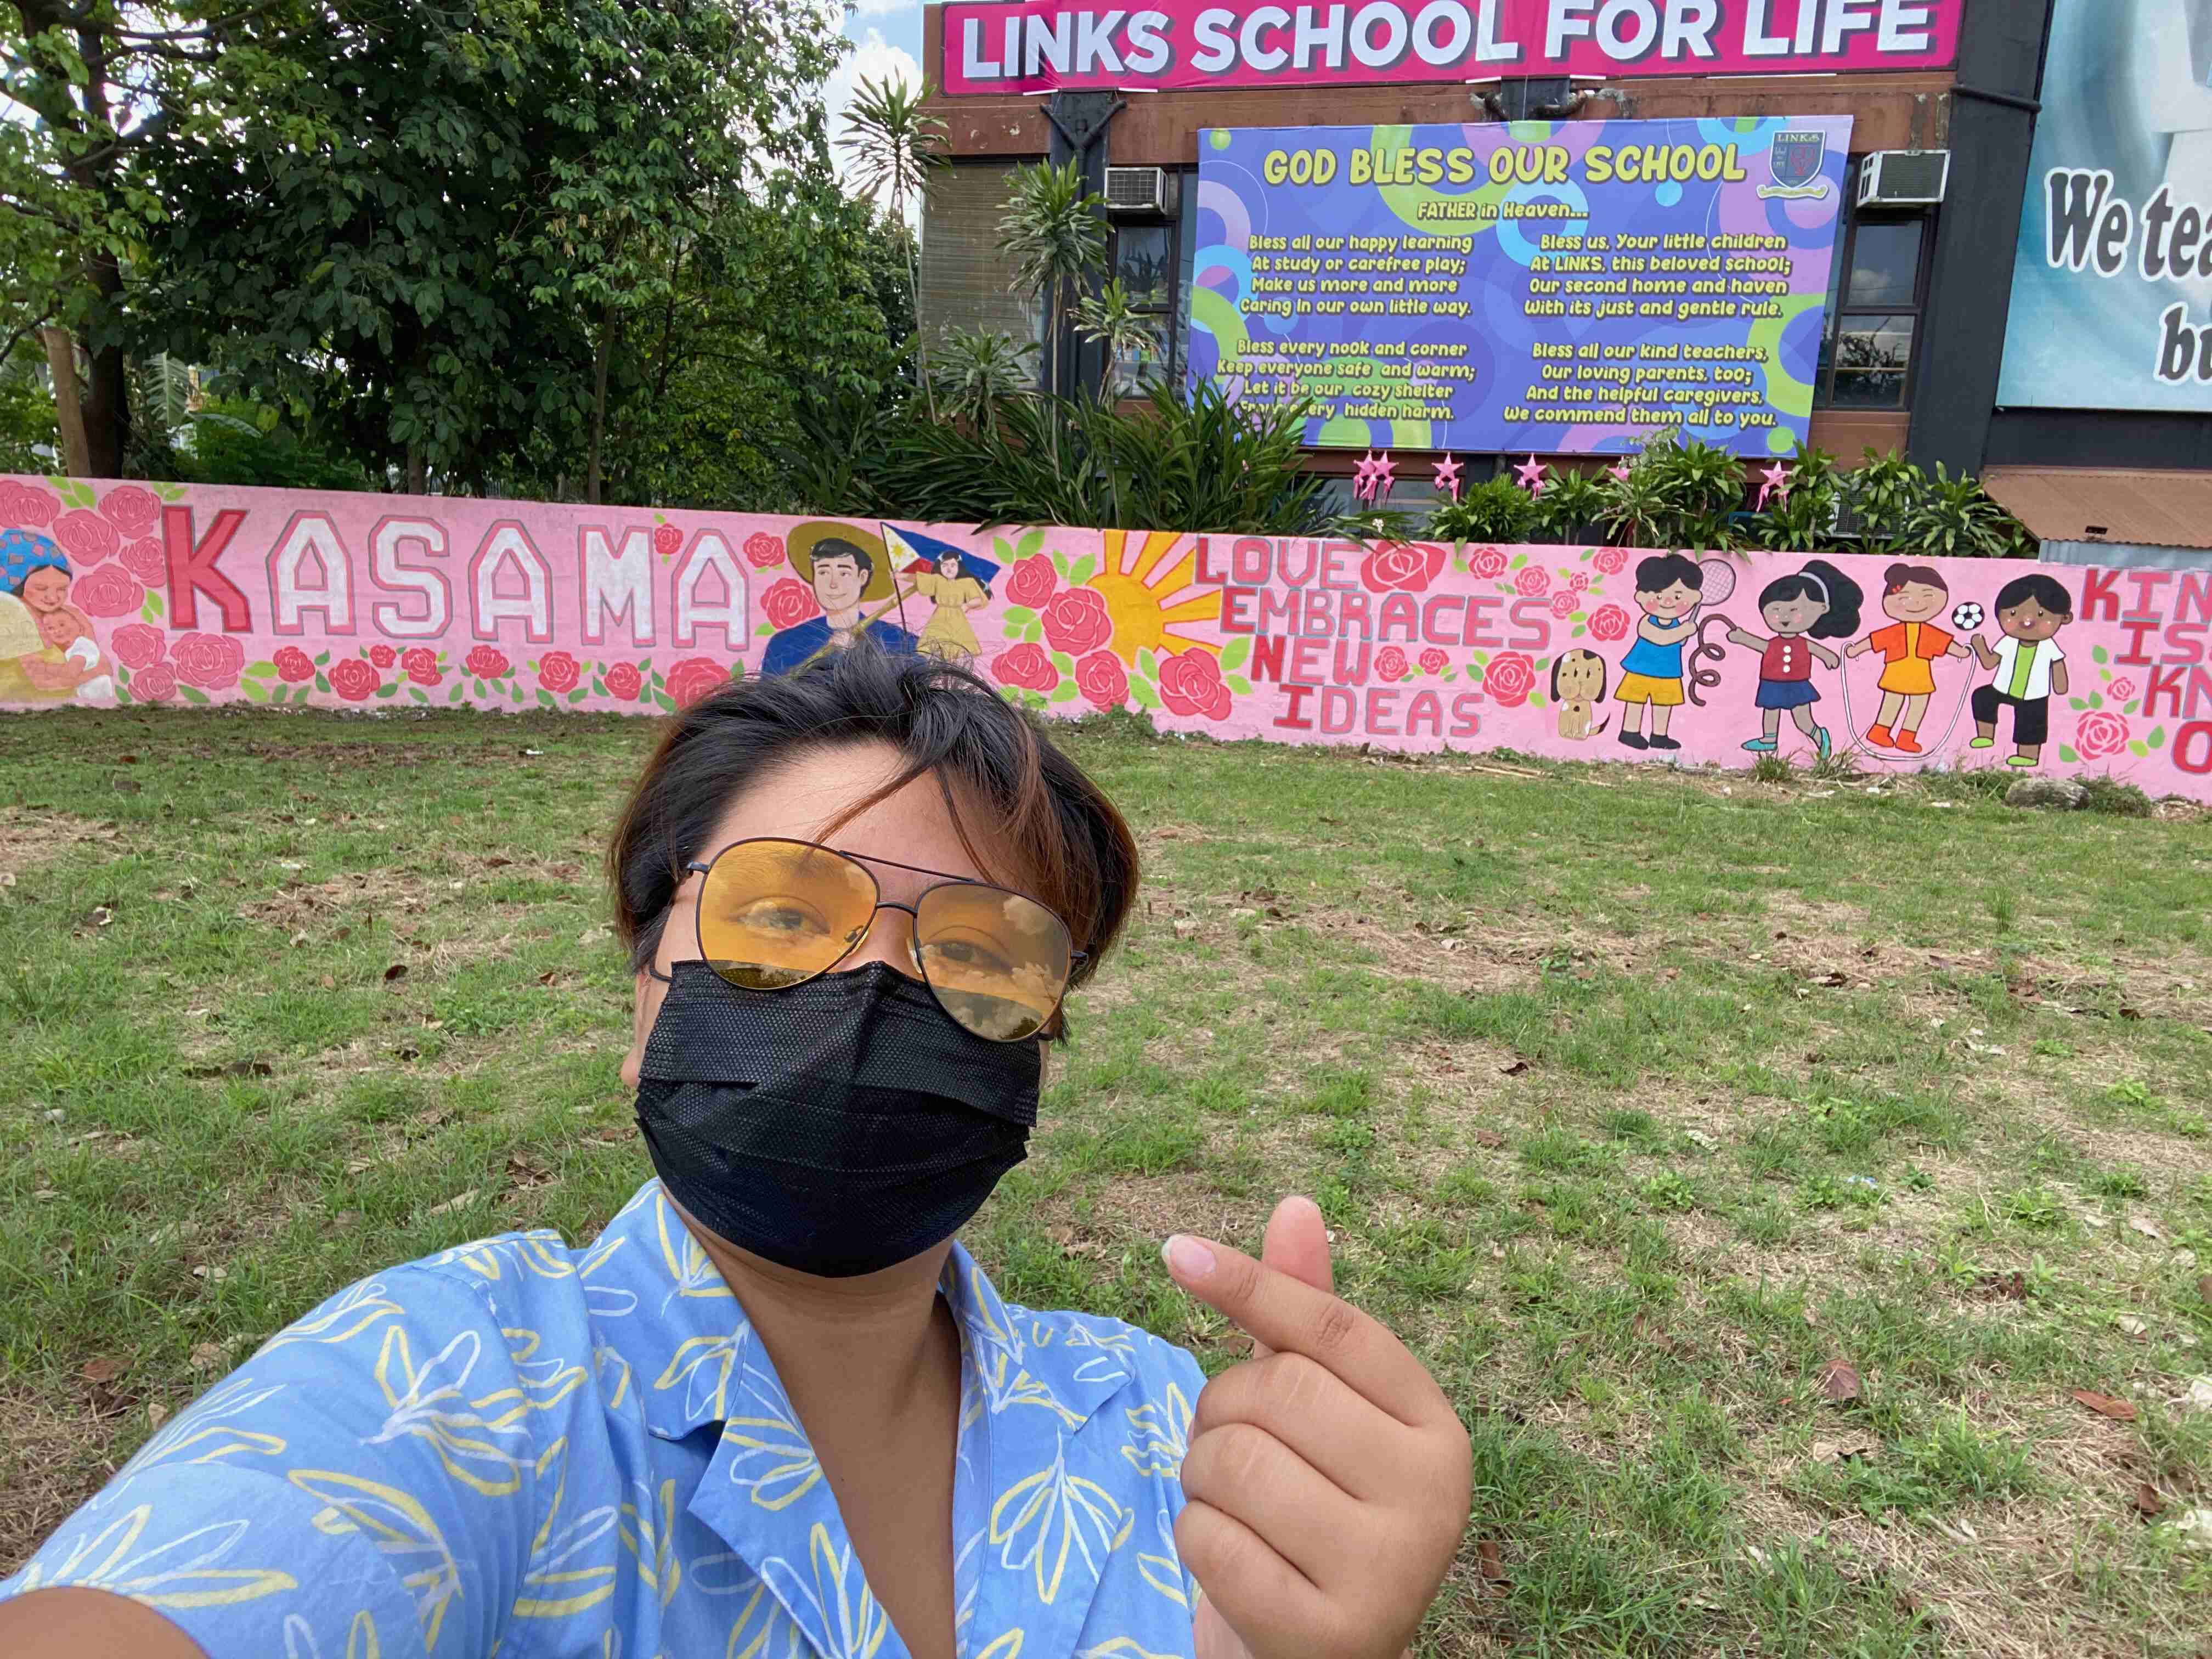 LINKS SCHOOL FOR LIFE
GOD BLESS OUR SCHOOL
LINKS
FATHER in Heaven...
Bless all our happy learning
At study or carefree play;
Make us more and more
Caring In our own little way.
Bless every nook and corner
Keep everyone safe and warm;
Let it be our cozy shelter
hidden harm.
Bless us, Your little children
At LINKS, this beloved school;
Our second home and haven
With its just and gentle rule.
Bless all our kind teachers,
Our loving parents, too;
And the helpful caregivers,
We commend them all to you.
We
KASAMA
LOVE
EMBRACES
NEW
IDEAS